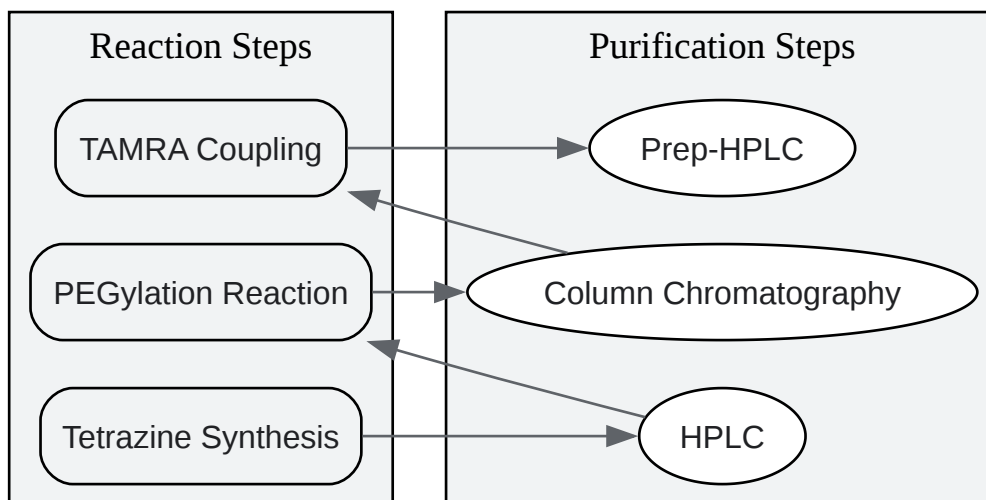 Reaction Steps
Purification Steps
TAMRA Coupling
Prep-HPLC
PEGylation Reaction
Column Chromatography
Tetrazine Synthesis
HPLC